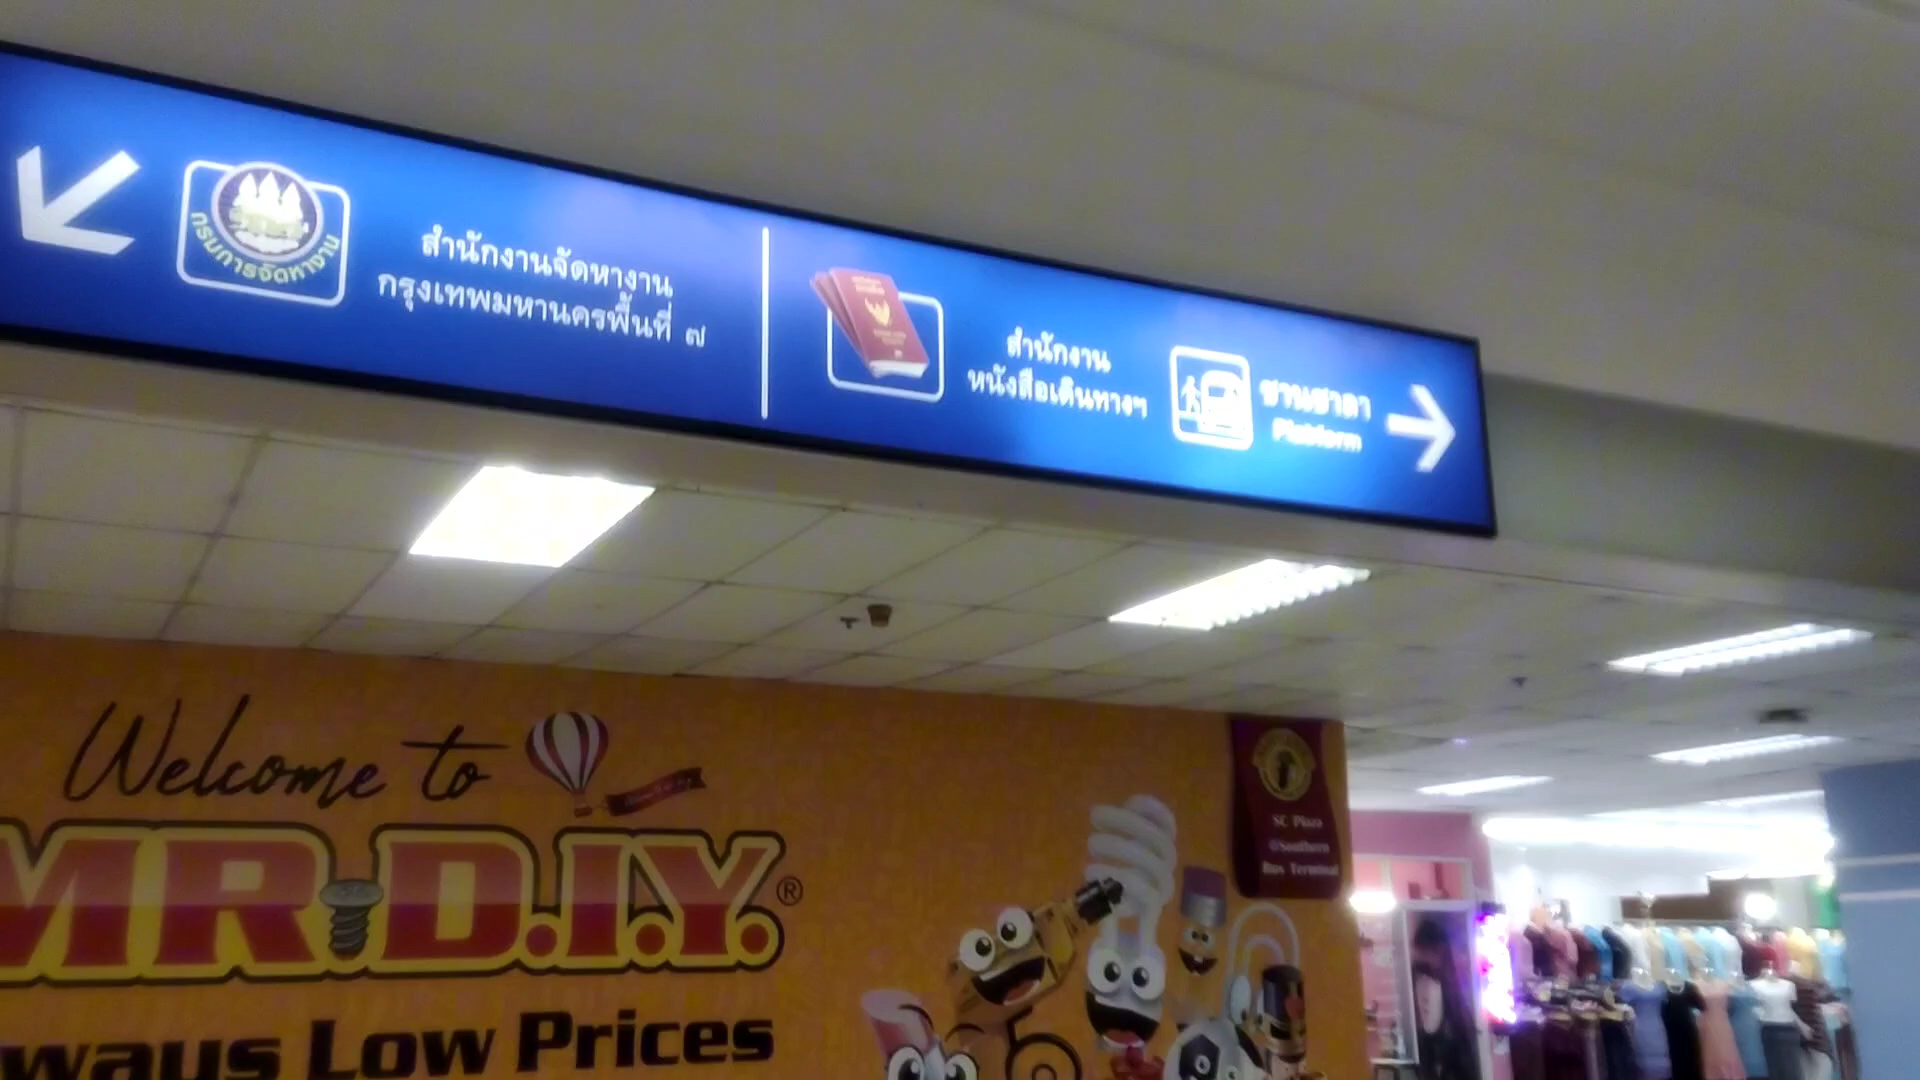 กรมการจัดหางาน
สำนักงานจัดหางาน
กรุงเทพมหานครพื้นที่ ๗
สำนักงาน
หนังสือเดินทางฯ
ชานชาลา
Platform
Welcome to
MR.D.I.Y.®
ways Low Prices
SC Plaza
@Southern
Bus Terminal